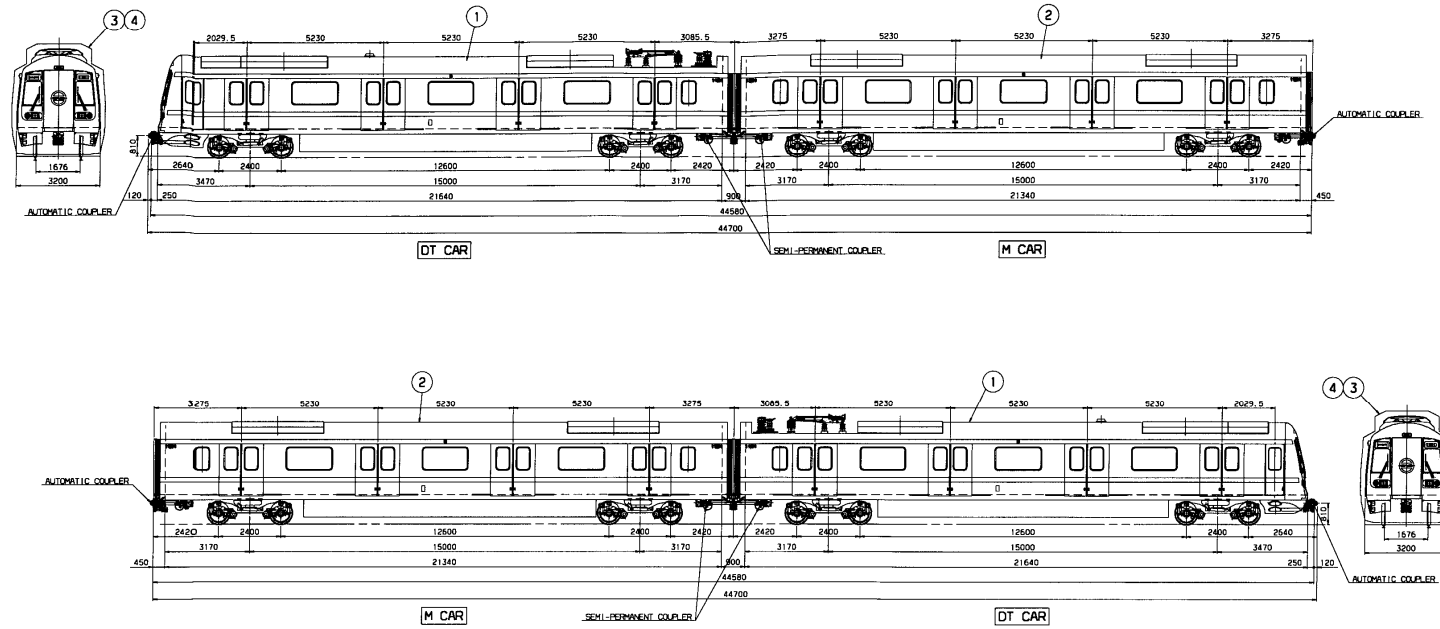 3 4
1
2
2029.5 5230 5230 5230 3085.5 3275 5230 5230 5230 3275
AUTOMATIC COUPLER
810
1676
2640 2400 12600 2400 2420 2420 2400 12600 2400 2420
3200
3470 15000 3170 3170 15000 3170
120 250 21640 900 21340 450
AUTOMATIC COUPLER
44580
44700
DT CAR
SEMI-PERMANENT COUPLER
M CAR
2
1
4 3
3275 5230 5230 5230 3275 3085.5 5230 5230 5230 2029.5
AUTOMATIC COUPLER
810
2420 2400 12600 2400 2420 2420 2400 12600 2400 2640
1676
3170 15000 3170 3170 15000 3470
3200
450 21340 900 21640 250 120
44580
AUTOMATIC COUPLER
44700
M CAR
SEMI-PERMANENT COUPLER
DT CAR